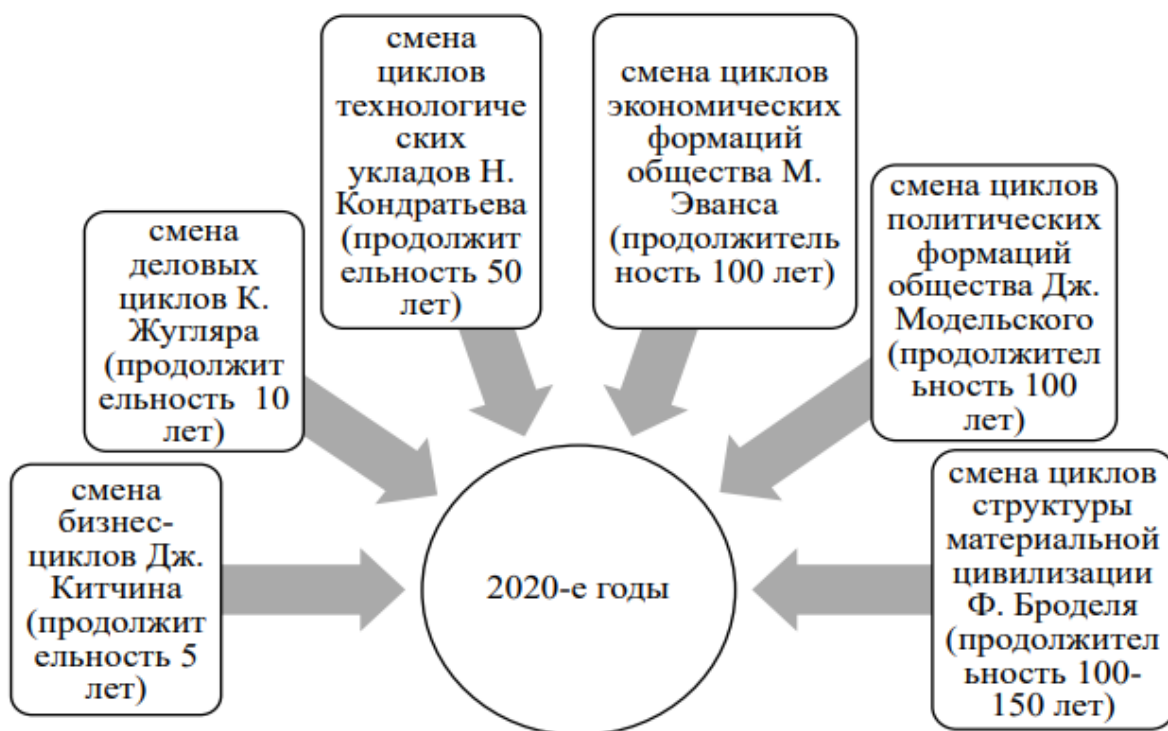 смена
бизнес-
циклов Дж.
Китчина
(продолжит
ельность 5
лет)
смена
деловых
циклов К.
Жугляра
(продолжит
ельность 10
лет)
смена
циклов
технологиче
ских
укладов Н.
Кондратьева
(продолжит
ельность 50
лет)
смена циклов
экономических
формаций
общества М.
Эванса
(продолжитель
ность 100 лет)
смена циклов
политических
формаций
общества Дж.
Модельского
(продолжител
ьность 100
лет)
смена циклов
структуры
материальной
цивилизации
Ф. Броделя
(продолжител
ьность 100-
150 лет)
2020-е годы